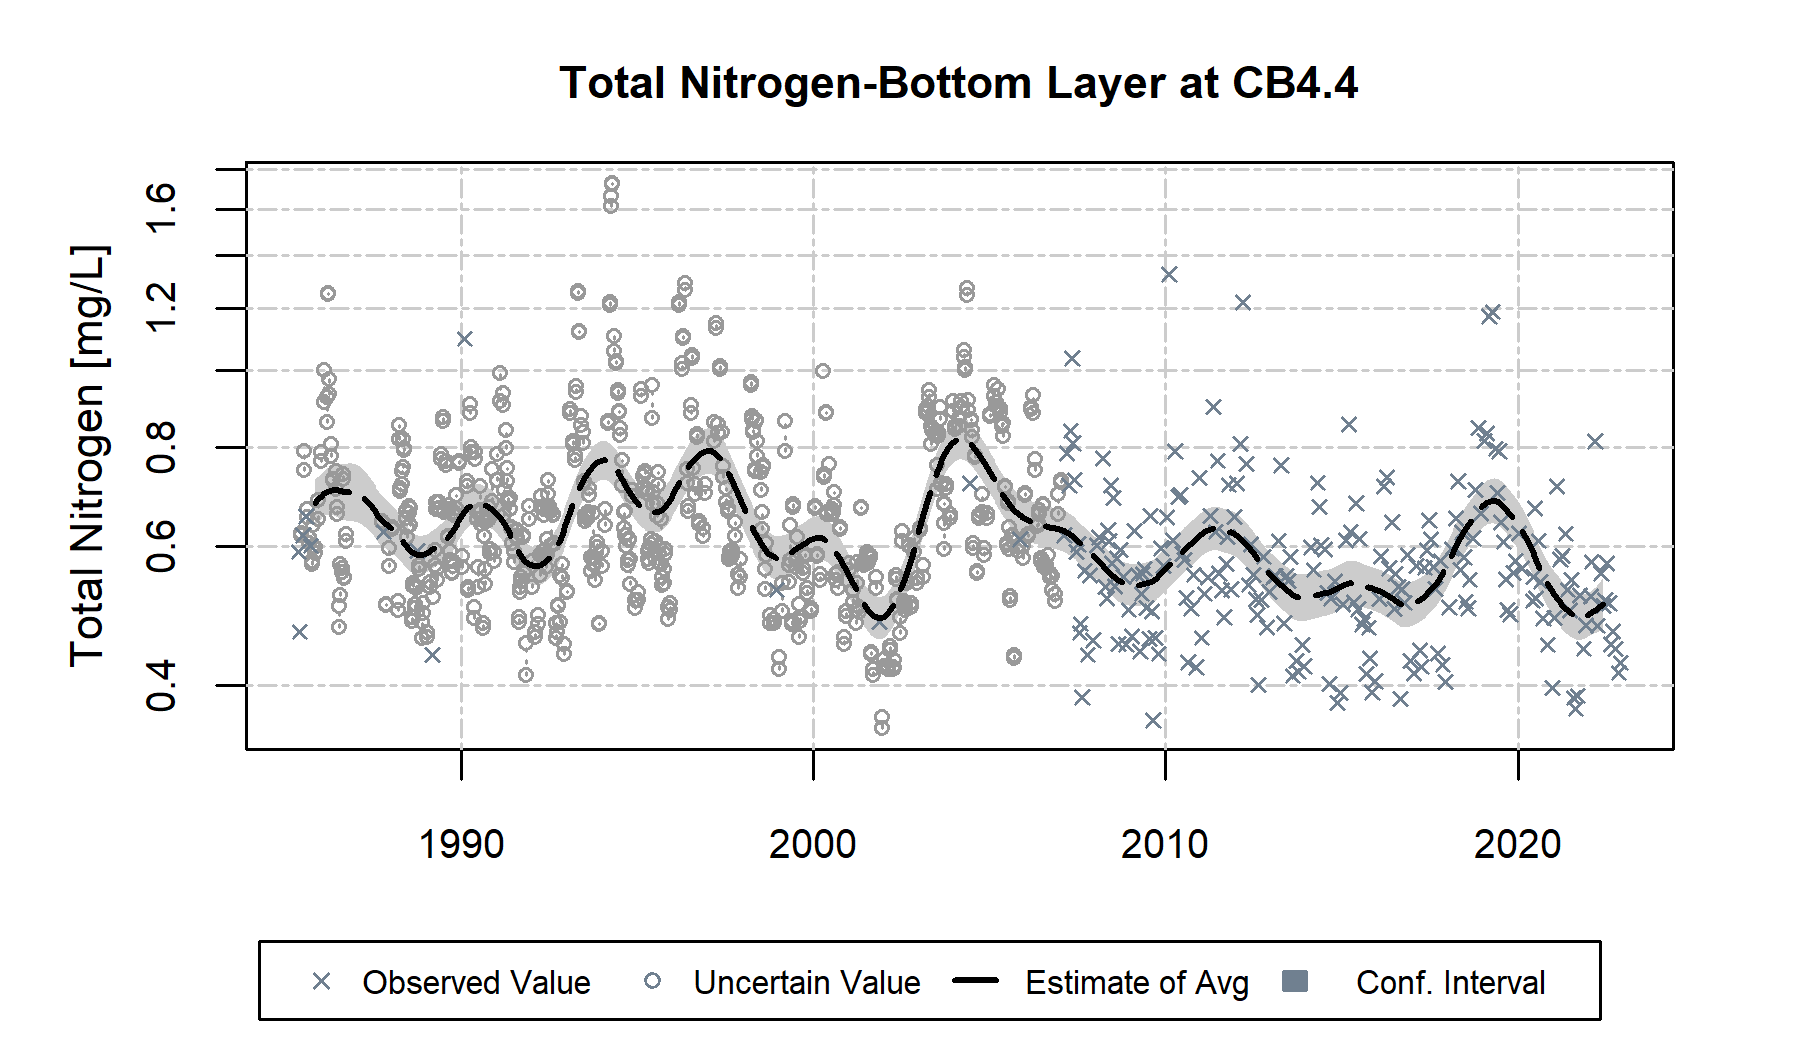 Total Nitrogen-Bottom Layer at CB4.4
Total Nitrogen [mg/L]
1.6
1.2
0.8
0.6
0.4
1990 2000 2010 2020
Observed Value Uncertain Value Estimate of Avg Conf. Interval